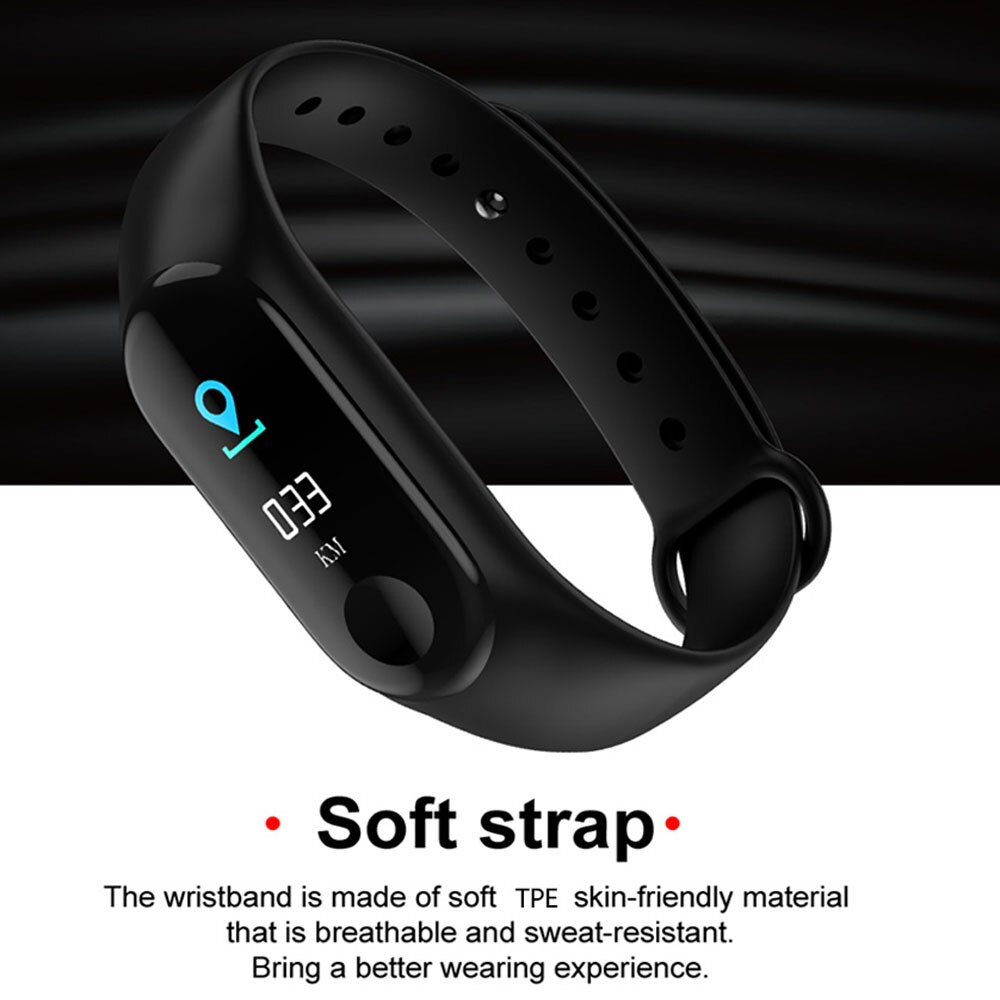 033
KM
Soft strap
The wristband is made of soft TPE skin-friendly material
that is breathable and sweat-resistant.
Bring a better wearing experience.